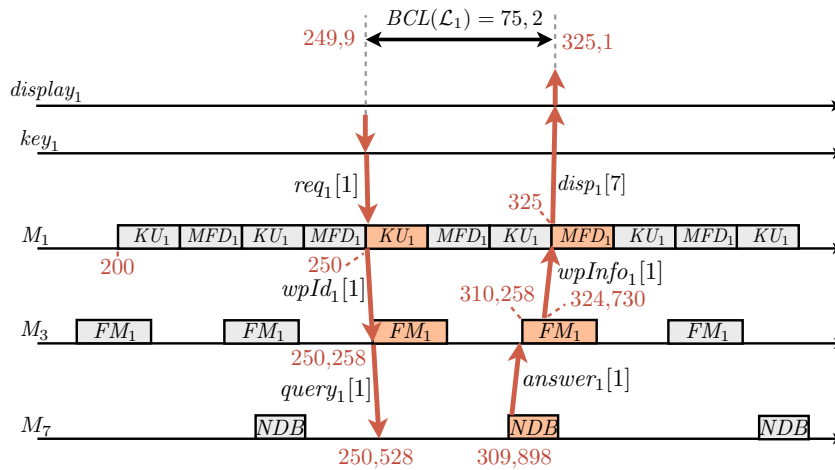 BCL(ℒ₁) = 75, 2
249,9 325,1
display₁
key₁
req₁[1] disp₁[7]
325
M₁ KU₁ MFD₁ KU₁ MFD₁ KU₁ MFD₁ KU₁ MFD₁ KU₁ MFD₁ KU₁
200 250
wpId₁[1] wpInfo₁[1]
310,258 324,730
M₃ FM₁ FM₁ FM₁ FM₁ FM₁
250,258
query₁[1] answer₁[1]
M₇ NDB NDB NDB
250,528 309,898